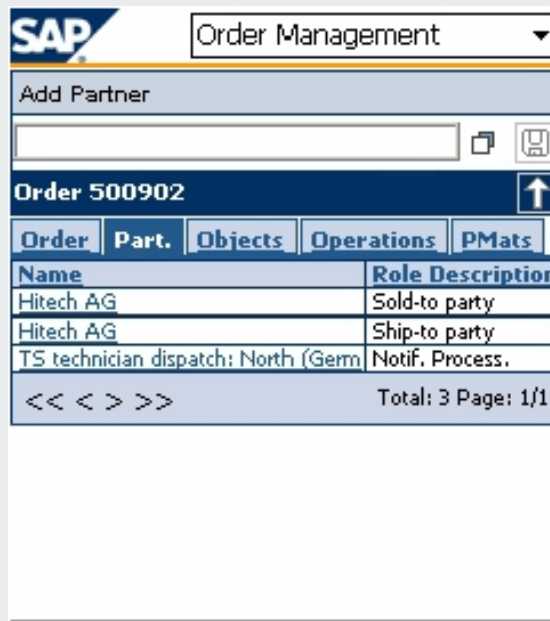 SAP Order Management
Add Partner
Order 500902
Order Part. Objects Operations PMats
Name Role Description
Hitech AG Sold-to party
Hitech AG Ship-to party
TS technician dispatch: North (Germ Notif. Process.
<< < > >> Total: 3 Page: 1/1